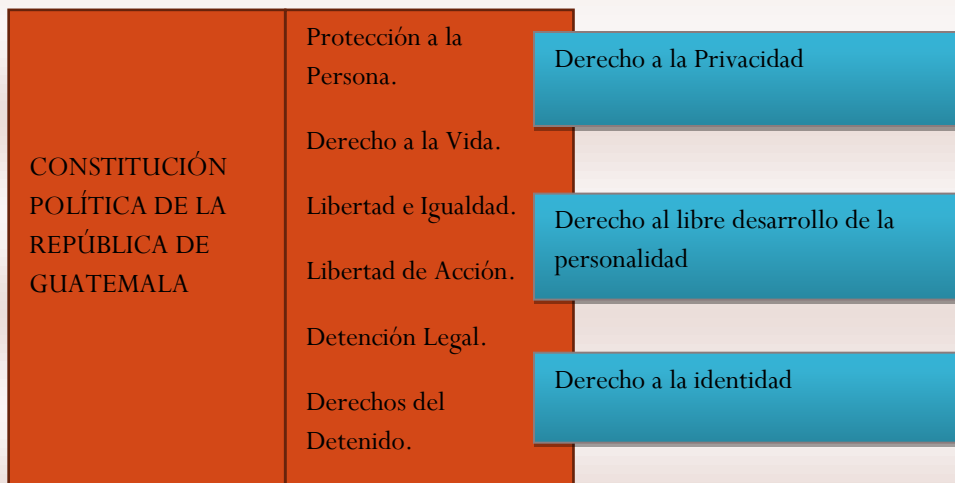 CONSTITUCIÓN
POLÍTICA DE LA
REPÚBLICA DE
GUATEMALA
Protección a la
Persona.
Derecho a la Vida.
Libertad e Igualdad.
Libertad de Acción.
Detención Legal.
Derechos del
Detenido.
Derecho a la Privacidad
Derecho al libre desarrollo de la
personalidad
Derecho a la identidad